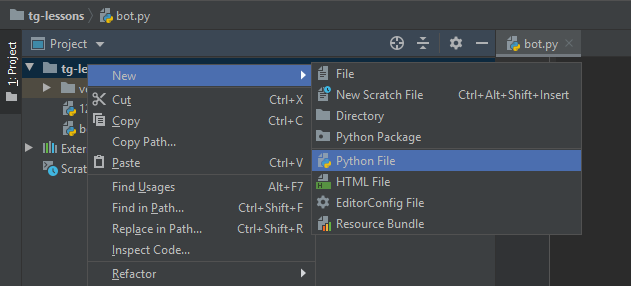 tg-lessons bot.py
1: Project
Project
bot.py
tg-le
New
File
ve
New Scratch File Ctrl+Alt+Shift+Insert
Cut Ctrl+X
Directory
12
Copy Ctrl+C
Python Package
b
Copy Path...
Exter
Paste Ctrl+V
Python File
Scrat
HTML File
Find Usages Alt+F7
EditorConfig File
Find in Path... Ctrl+Shift+F
Resource Bundle
Replace in Path... Ctrl+Shift+R
Inspect Code...
Refactor